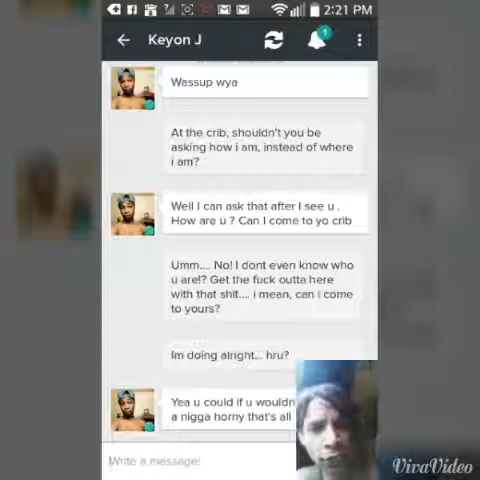 2:21 PM
Keyon J
1
Wassup wya
At the crib, shouldn't you be
asking how i am, instead of where
i am?
Well I can ask that after I see u .
How are u ? Can I come to yo crib
Umm.... No! I dont even know who
u are!? Get the fuck outta here
with that shit.... i mean, can i come
to yours?
Im doing alright... hru?
Yea u could if u
a nigga horny that's all
Write a message!
VivaVideo